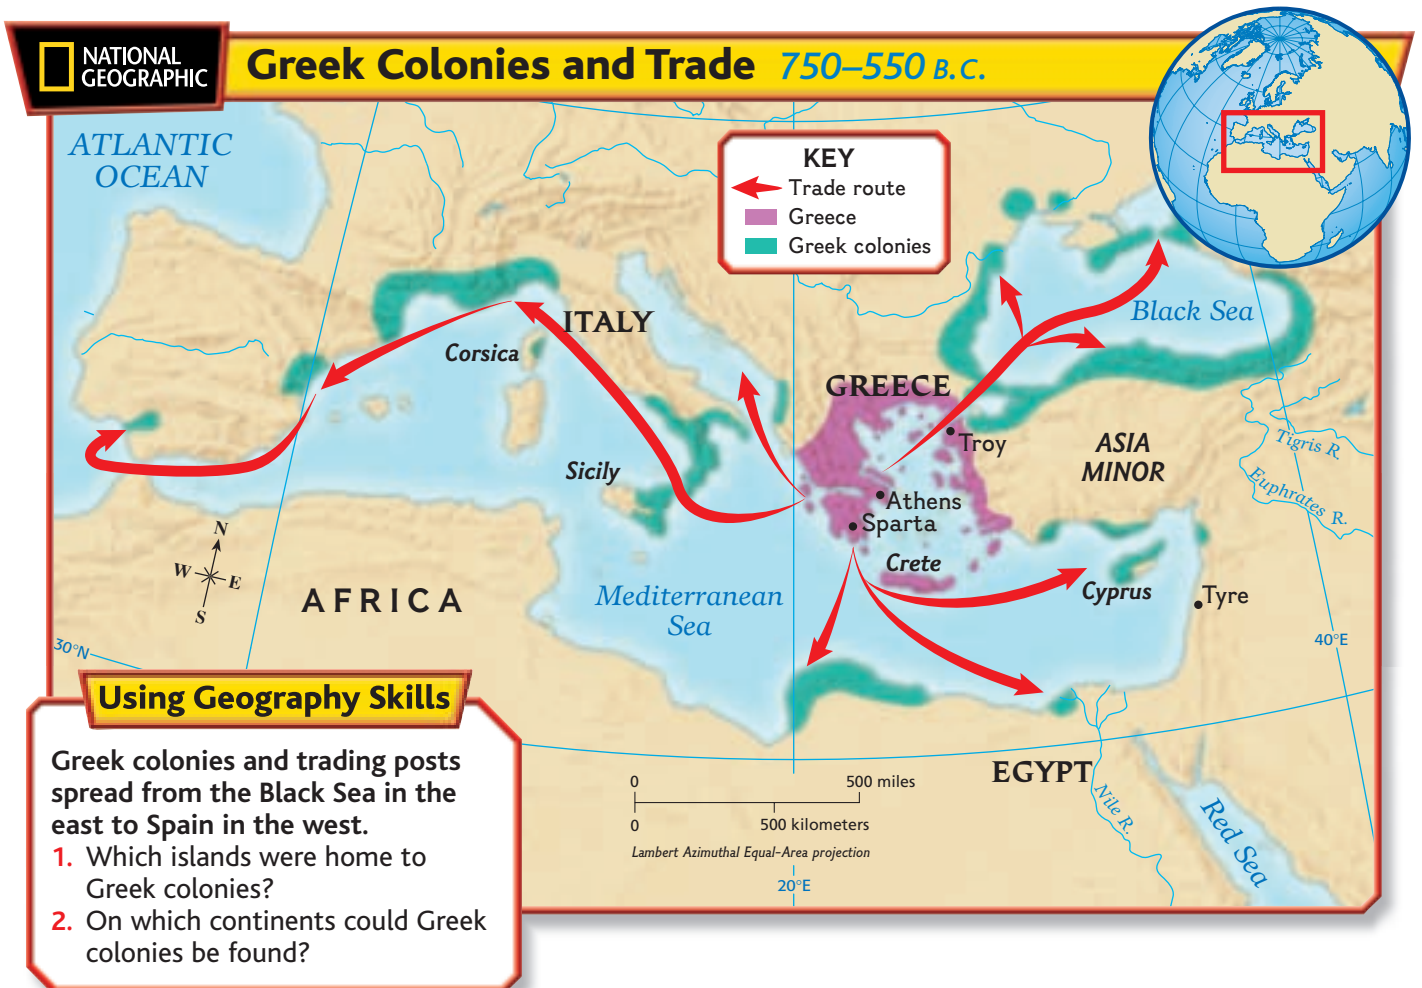 NATIONAL
GEOGRAPHIC
Greek Colonies and Trade 750–550 B.C.
ATLANTIC
OCEAN
KEY
Trade route
Greece
Greek colonies
Black Sea
ITALY
Corsica
GREECE
Troy
ASIA
MINOR
Tigris R.
Euphrates R.
Sicily
Athens
Sparta
Crete
Cyprus
Tyre
N
W
E
S
AFRICA
Mediterranean
Sea
30°N
40°E
EGYPT
Nile R.
Red Sea
0
500 miles
0
500 kilometers
Lambert Azimuthal Equal-Area projection
20°E
Using Geography Skills
Greek colonies and trading posts
spread from the Black Sea in the
east to Spain in the west.
1. Which islands were home to
Greek colonies?
2. On which continents could Greek
colonies be found?